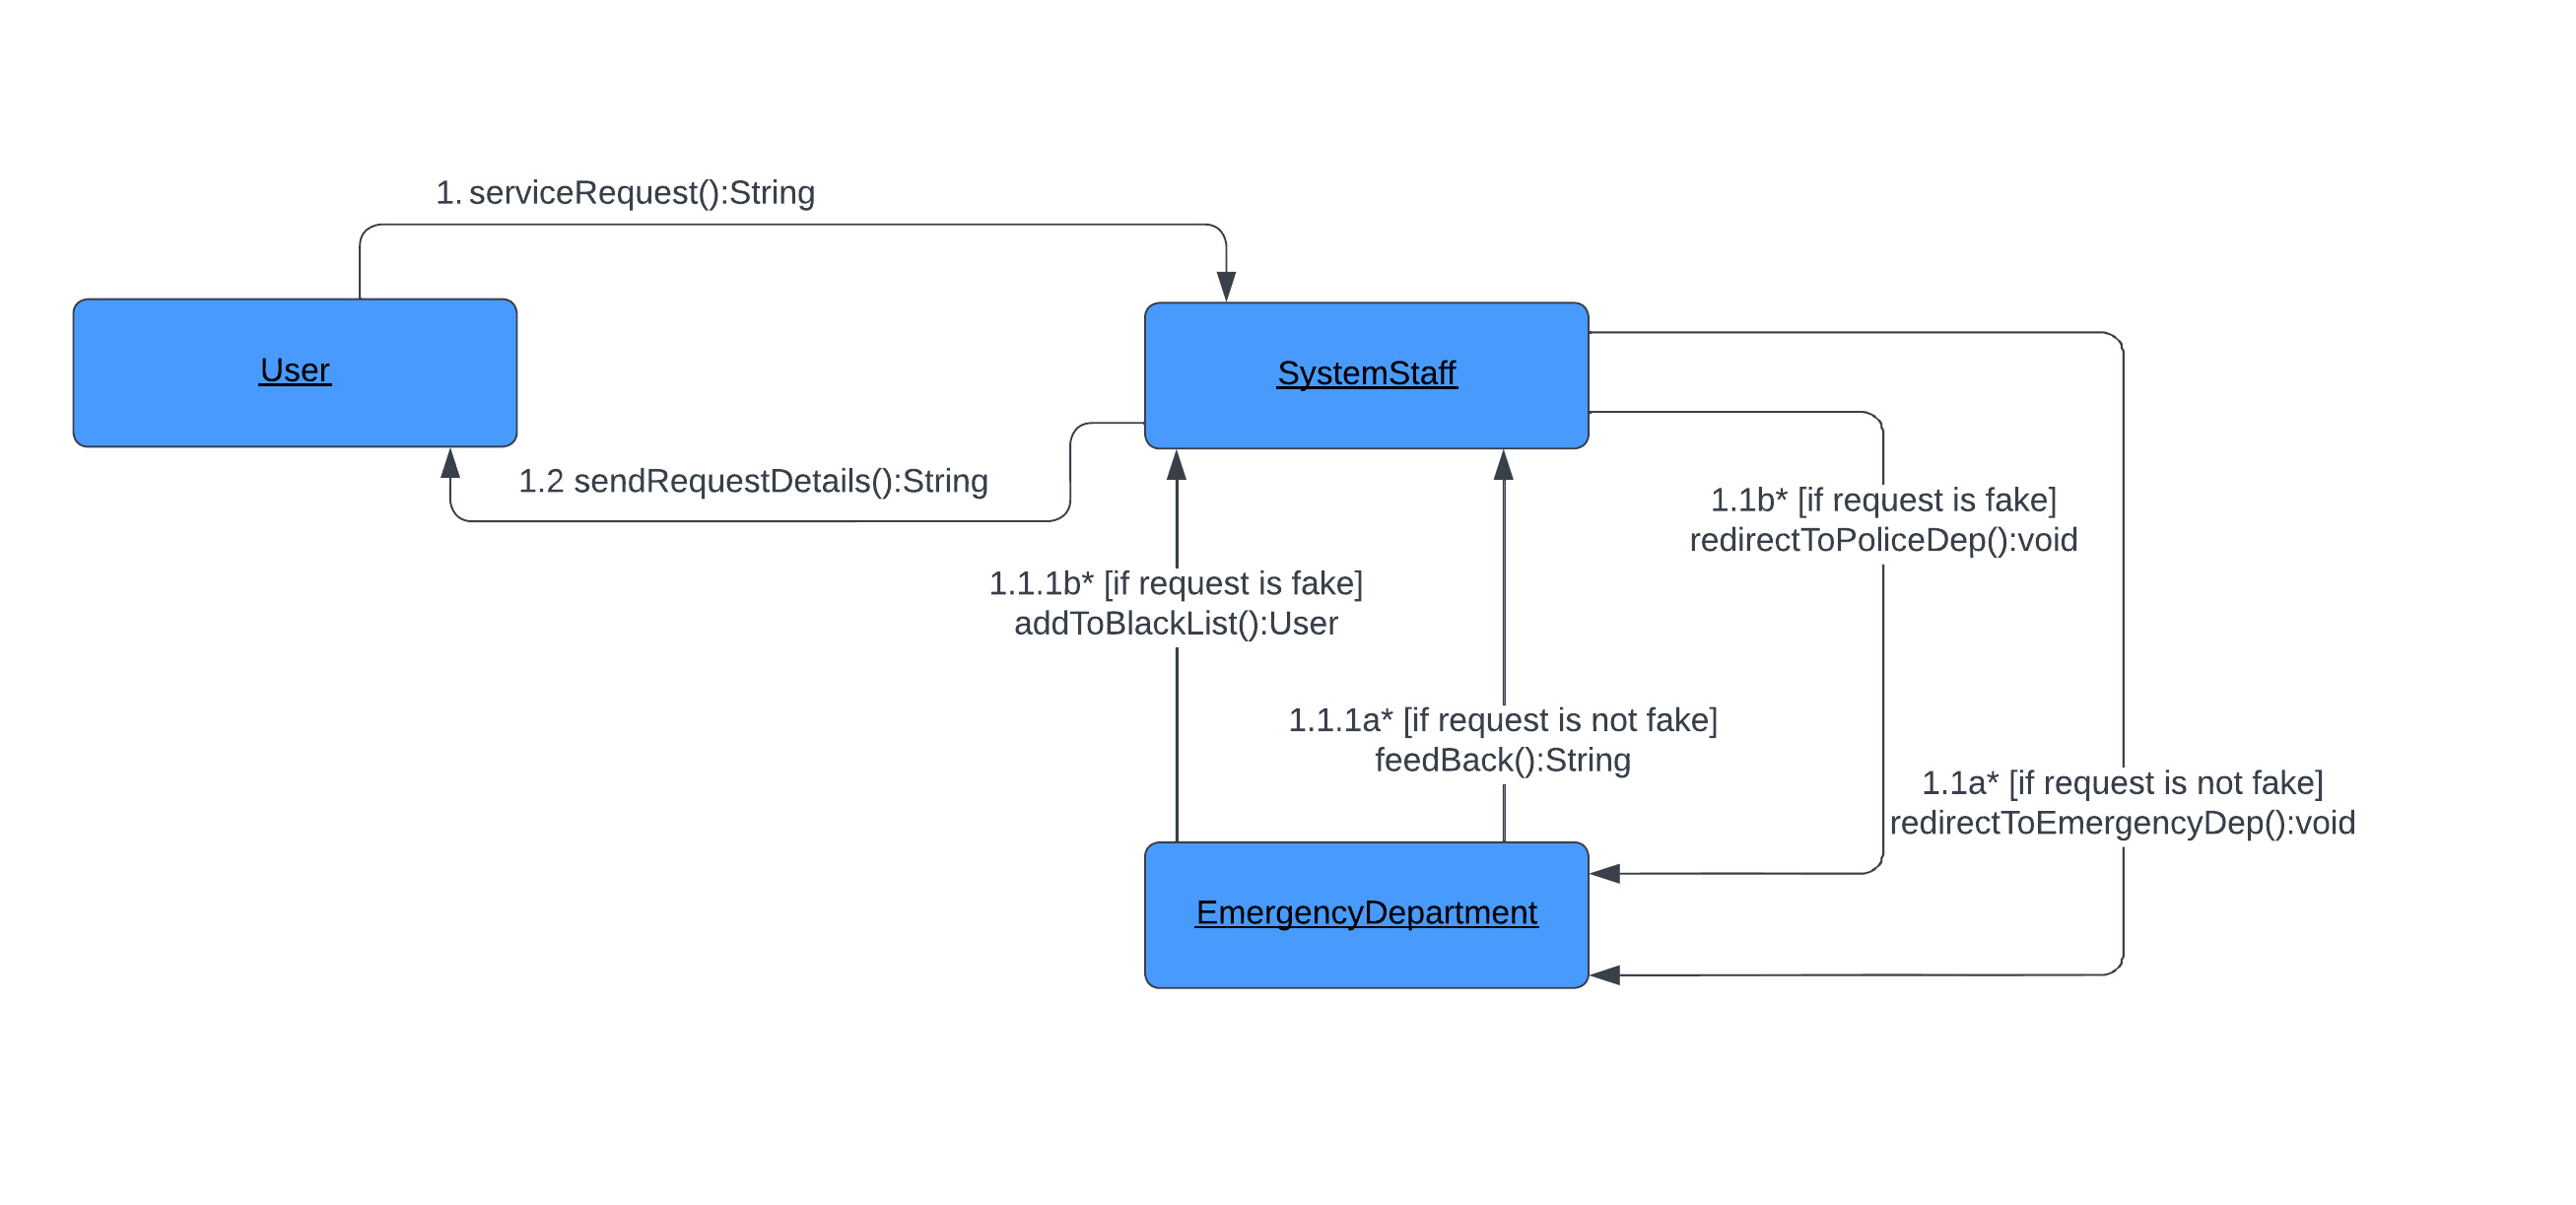 1. serviceRequest():String
User
SystemStaff
1.2 sendRequestDetails():String
1.1b* [if request is fake]
redirectToPoliceDep():void
1.1.1b* [if request is fake]
addToBlackList():User
1.1.1a* [if request is not fake]
feedBack():String
1.1a* [if request is not fake]
redirectToEmergencyDep():void
EmergencyDepartment